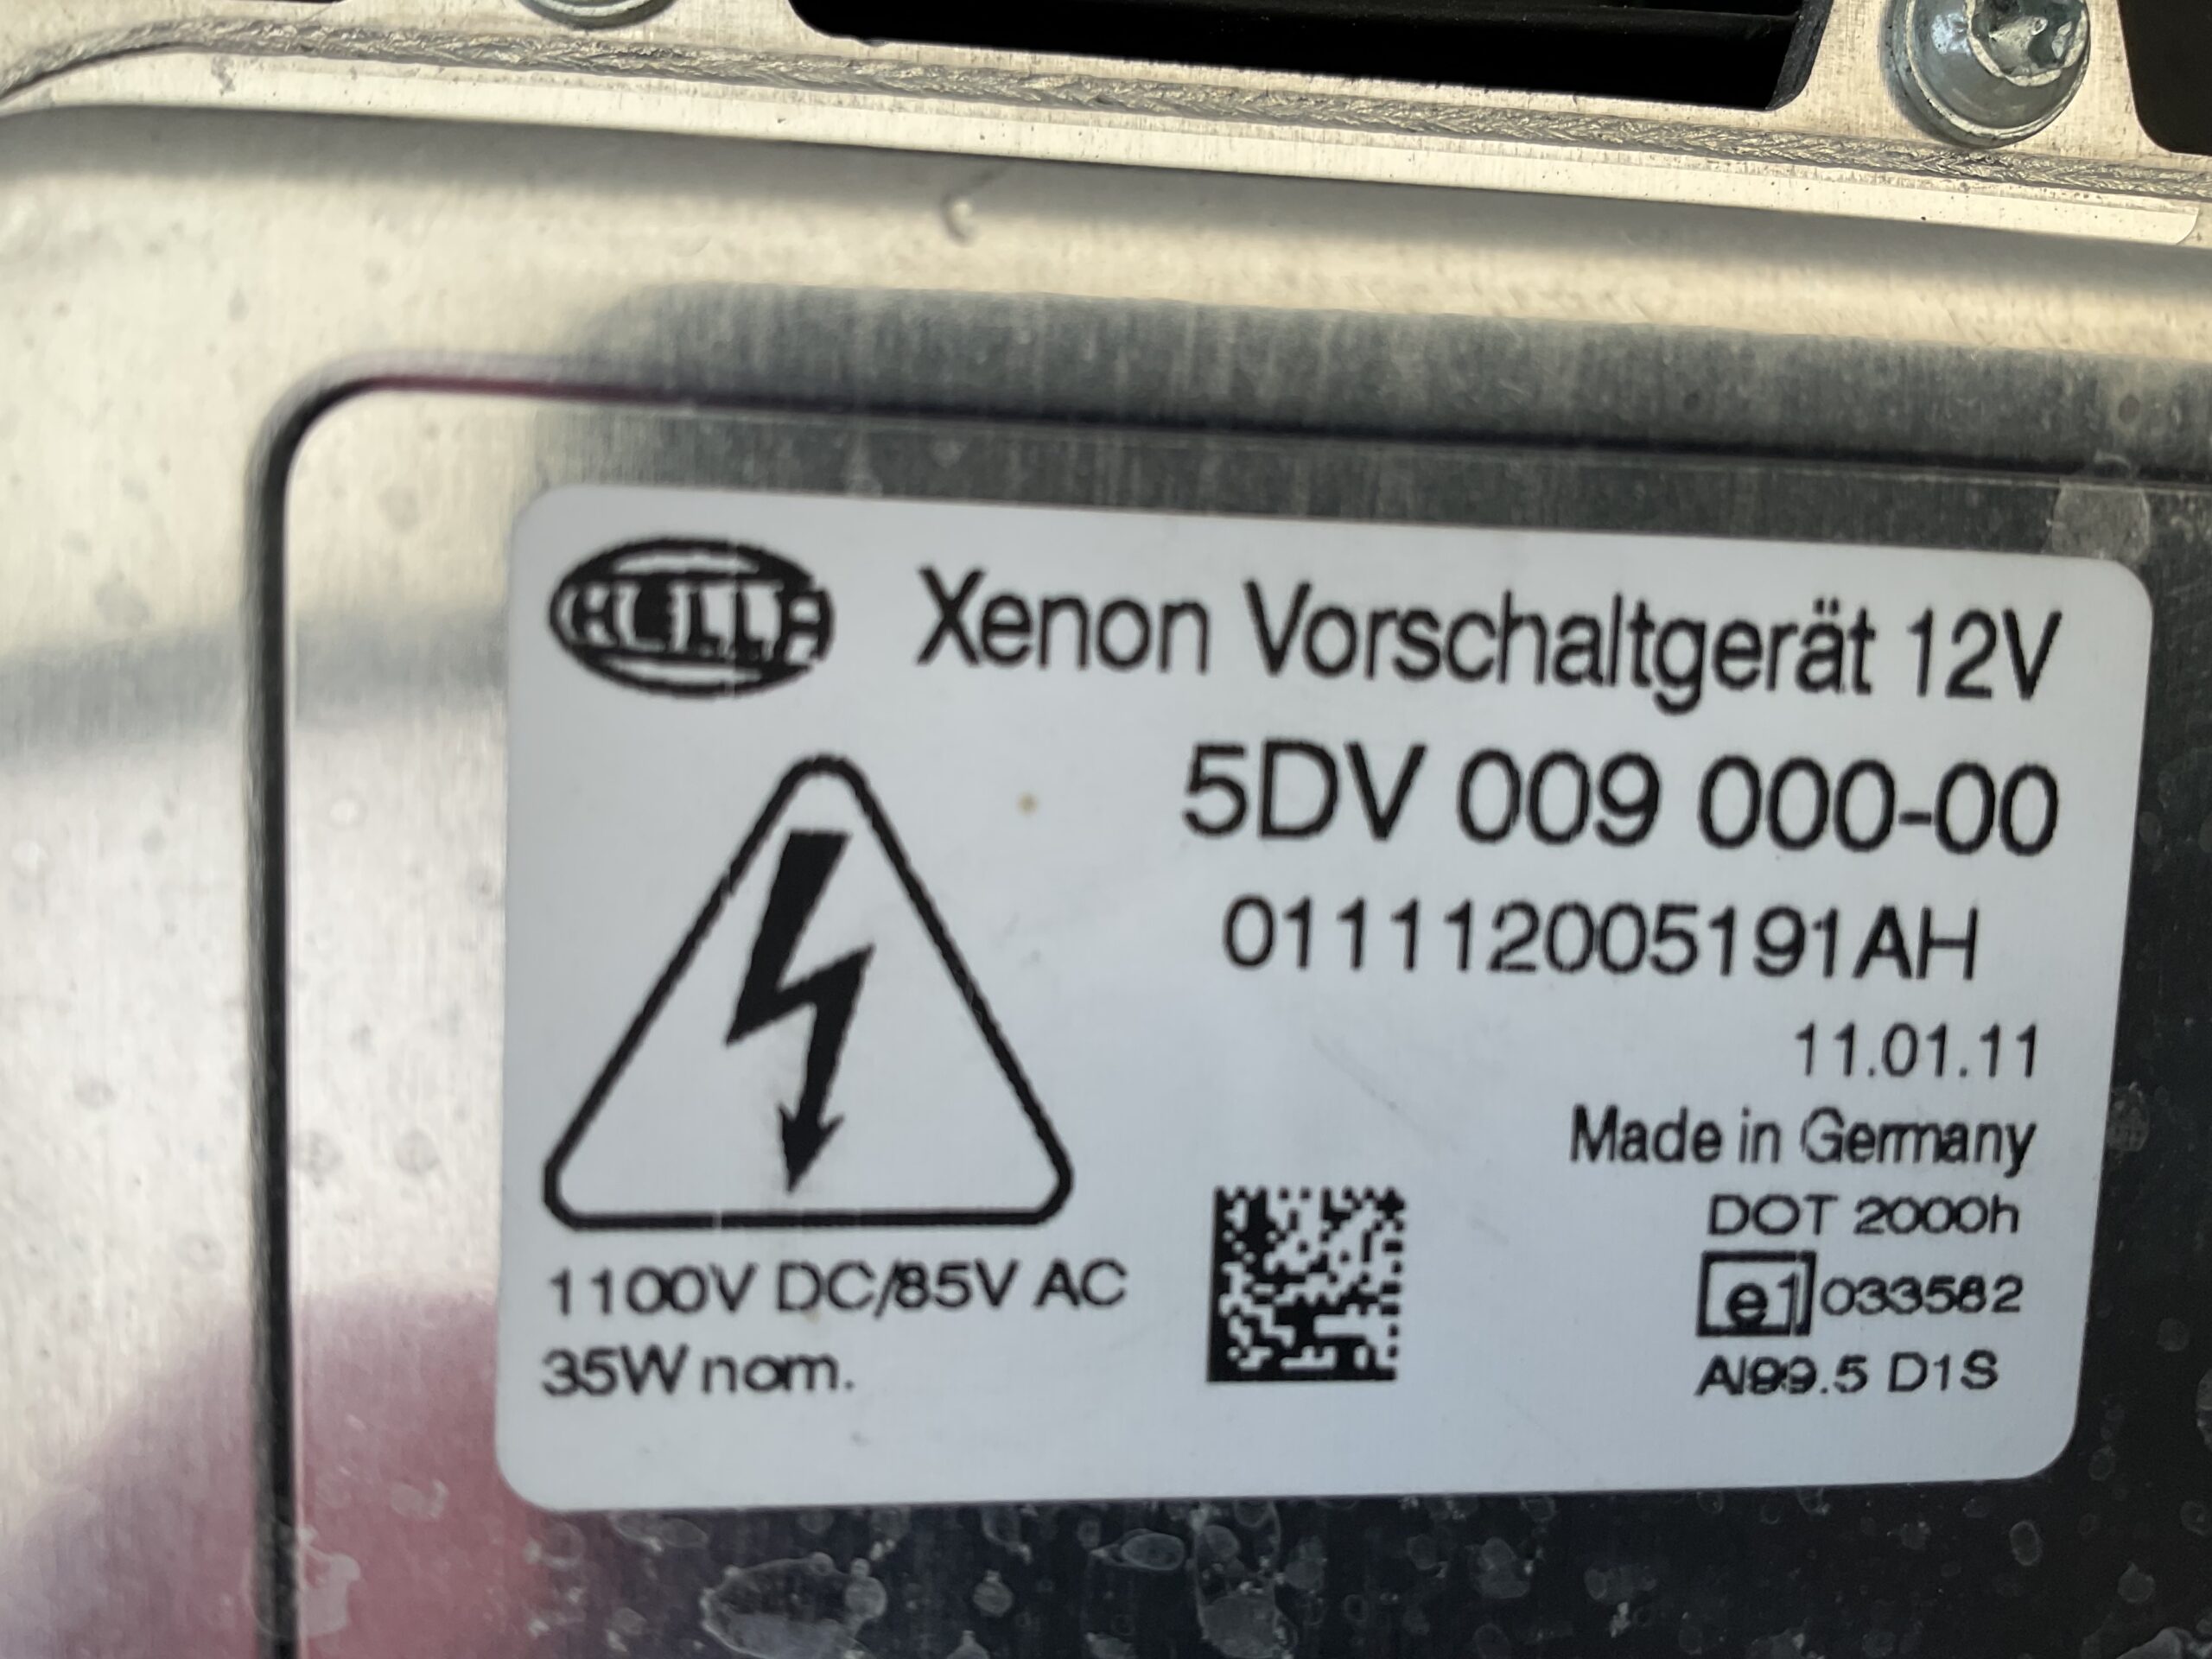 HELLA
Xenon Vorschaltgerät 12V
5DV 009 000-00
011112005191AH
11.01.11
Made in Germany
DOT 2000h
e1 033582
Al99.5 D1S
1100V DC/85V AC
35W nom.